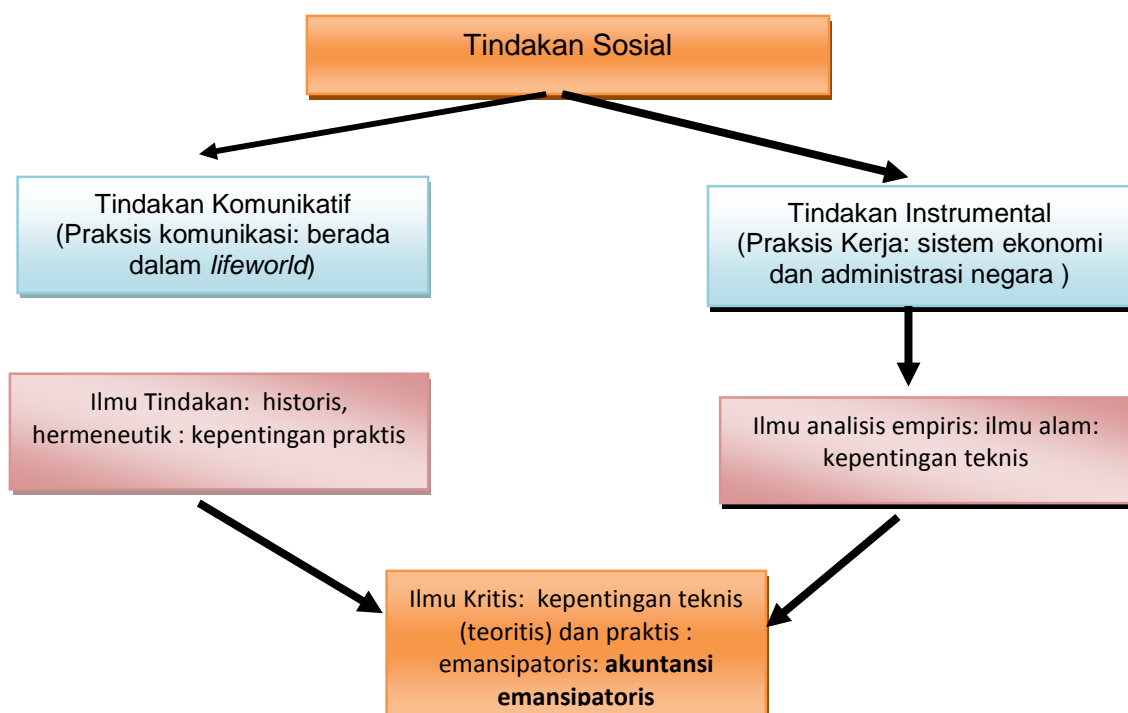 Tindakan Sosial
Tindakan Komunikatif
(Praksis komunikasi: berada
dalam lifeworld)
Tindakan Instrumental
(Praksis Kerja: sistem ekonomi
dan administrasi negara )
Ilmu Tindakan:  historis,
hermeneutik : kepentingan praktis
Ilmu analisis empiris: ilmu alam:
kepentingan teknis
Ilmu Kritis:  kepentingan teknis
(teoritis) dan praktis :
emansipatoris: akuntansi
emansipatoris